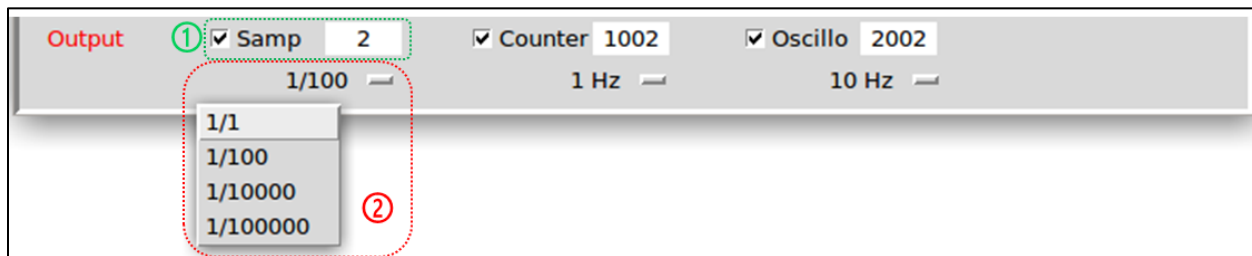 Output ① Samp 2 Counter 1002 Oscillo 2002
1/100 1 Hz 10 Hz
1/1
1/100
1/10000
②
1/100000